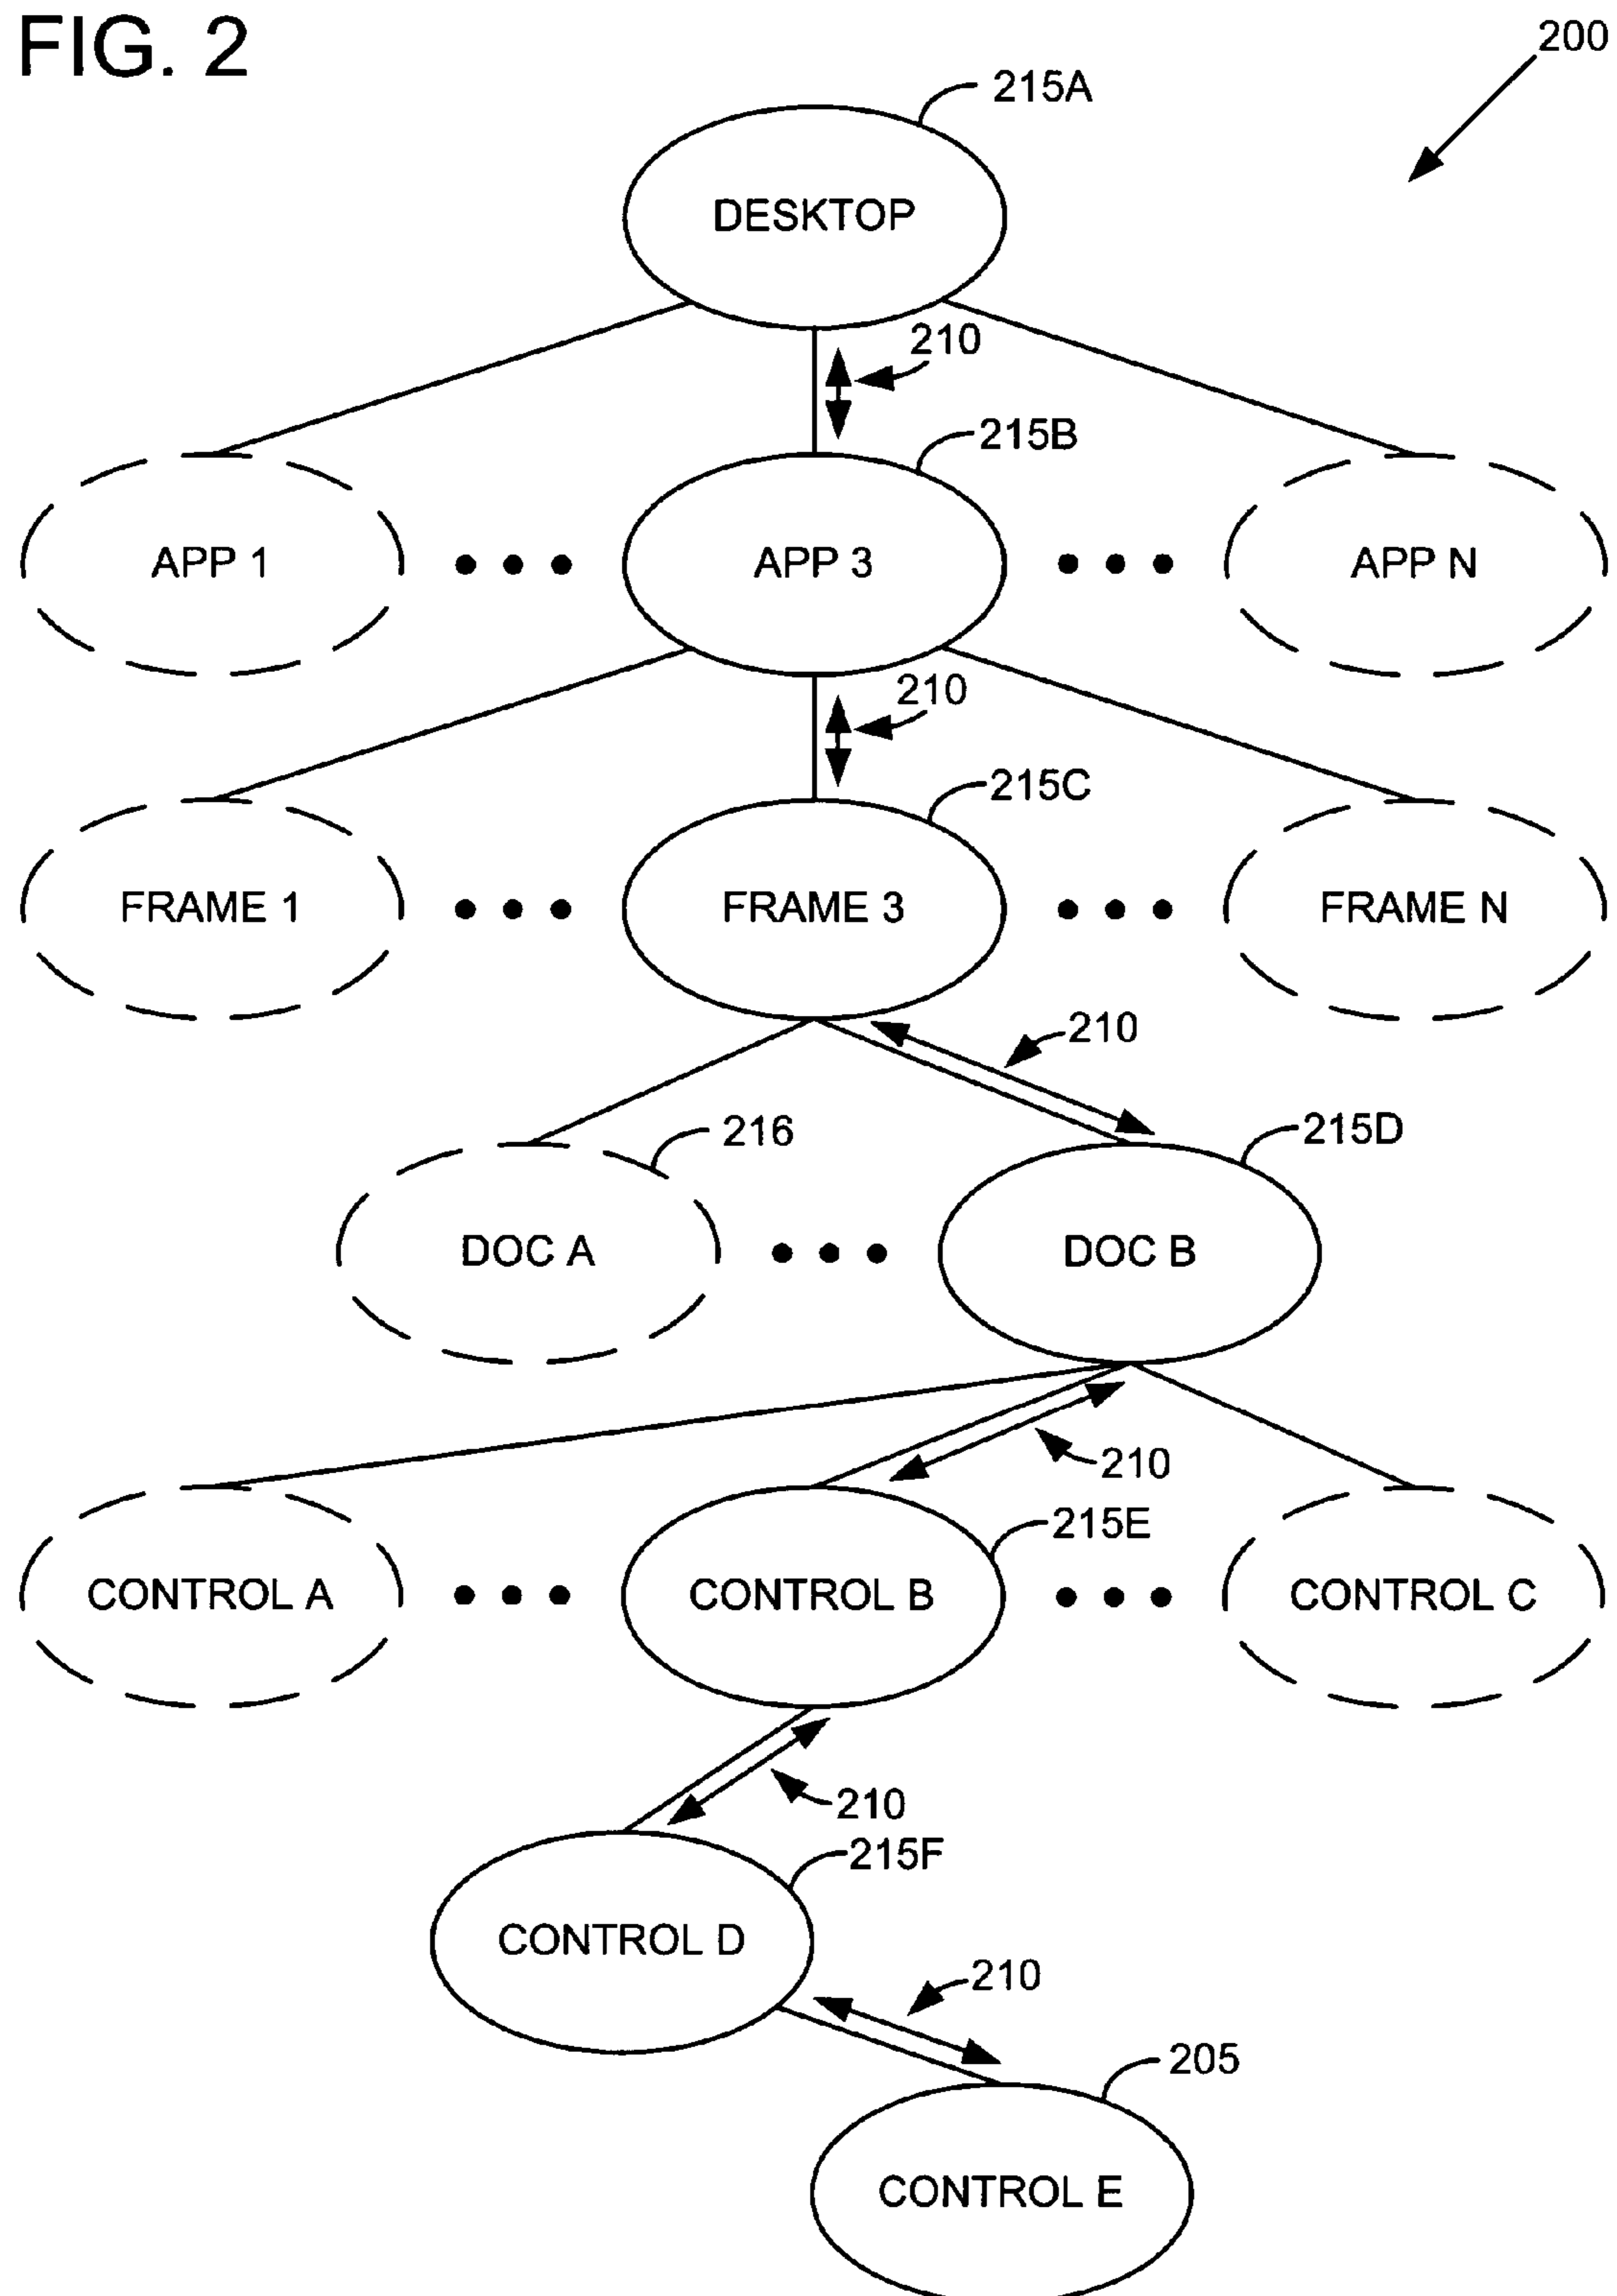 FIG. 2
200
215A
DESKTOP
210
215B
APP 1
APP 3
APP N
210
215C
FRAME 1
FRAME 3
FRAME N
210
216
215D
DOC A
DOC B
210
215E
CONTROL A
CONTROL B
CONTROL C
210
215F
CONTROL D
210
205
CONTROL E